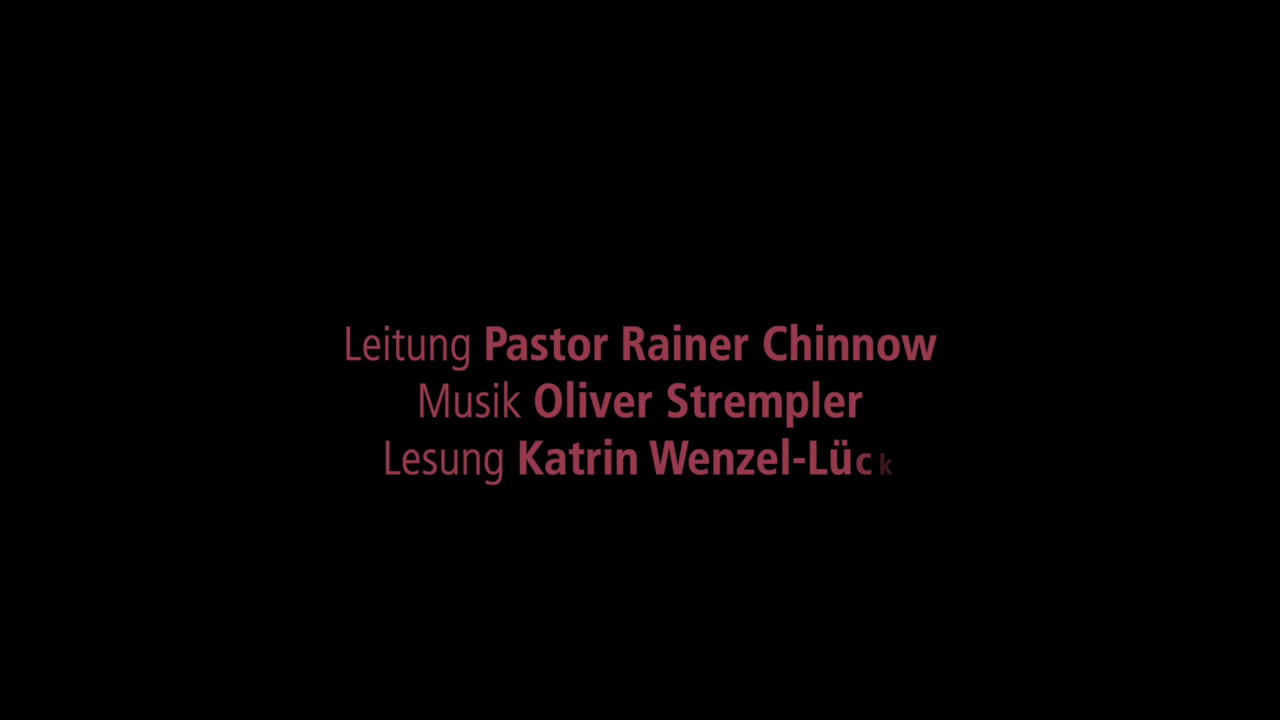 Leitung Pastor Rainer Chinnow
Musik Oliver Strempler
Lesung Katrin Wenzel-Lück